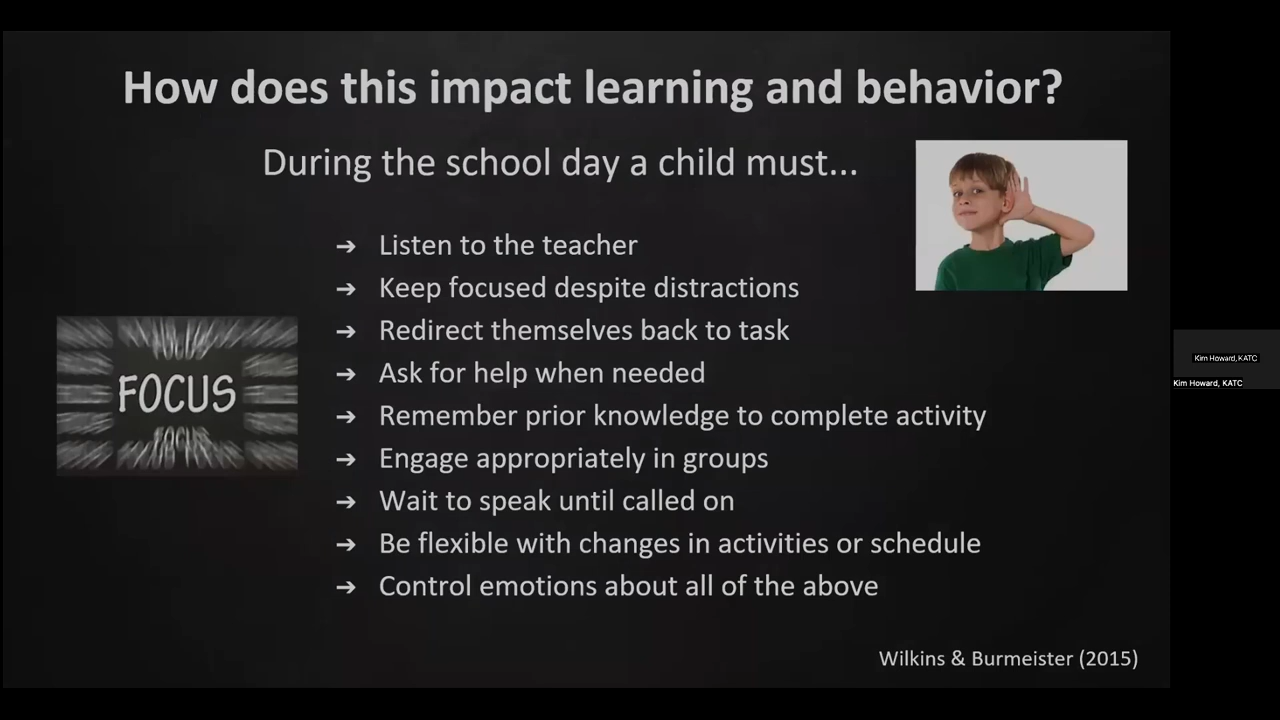 How does this impact learning and behavior?
During the school day a child must...
➔ Listen to the teacher
➔ Keep focused despite distractions
➔ Redirect themselves back to task
➔ Ask for help when needed
➔ Remember prior knowledge to complete activity
➔ Engage appropriately in groups
➔ Wait to speak until called on
➔ Be flexible with changes in activities or schedule
➔ Control emotions about all of the above
FOCUS
FOCUS
FOCUS
Kim Howard, KATC
Kim Howard, KATC
Wilkins & Burmeister (2015)